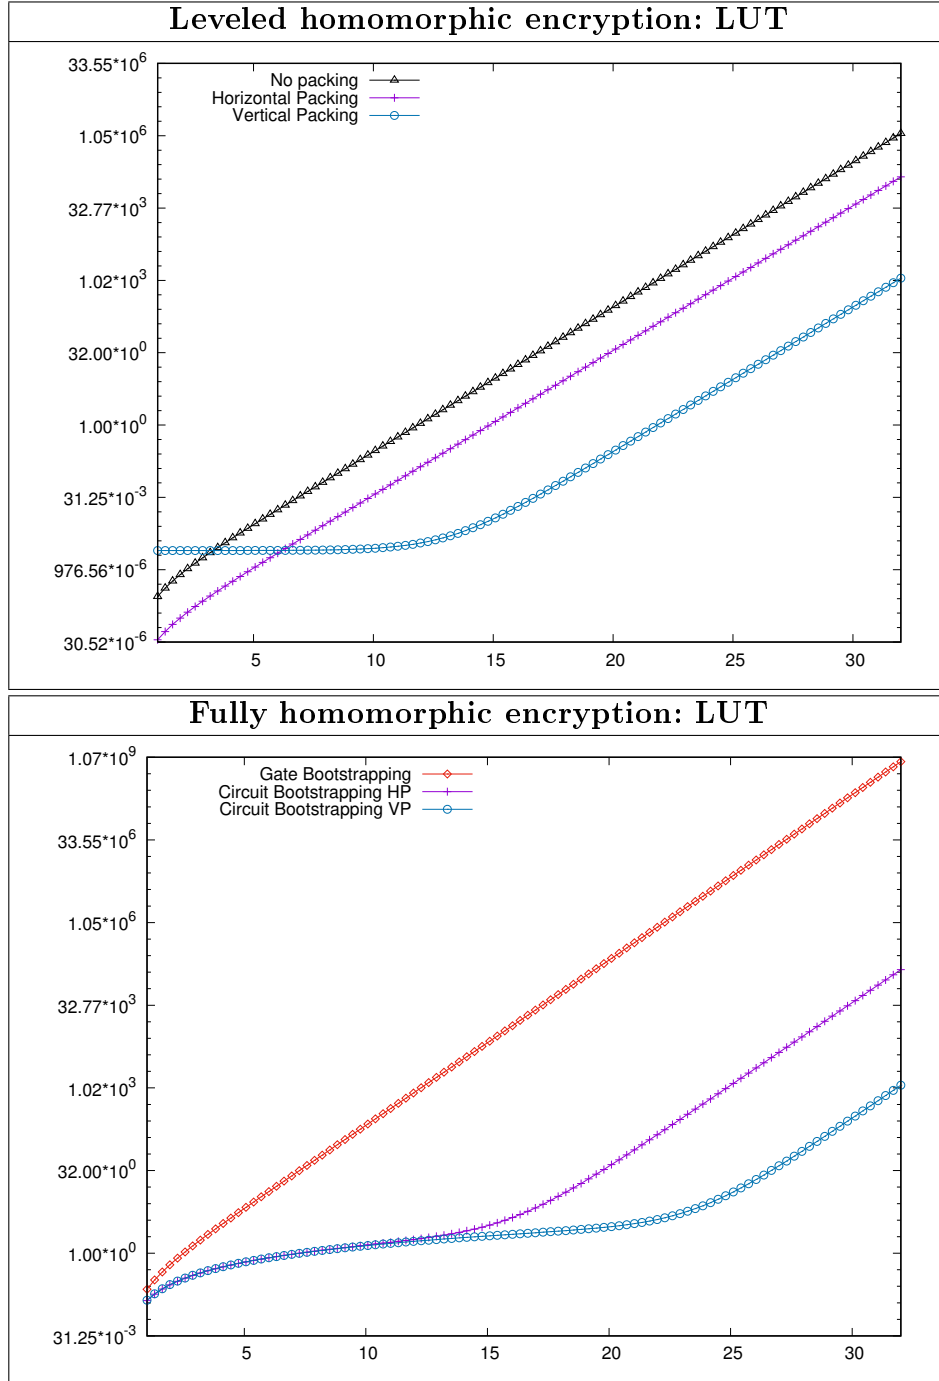 Leveled homomorphic encryption: LUT
33.55*10^6
1.05*10^6
32.77*10^3
1.02*10^3
32.00*10^0
1.00*10^0
31.25*10^-3
976.56*10^-6
30.52*10^-6
No packing
Horizontal Packing
Vertical Packing
5 10 15 20 25 30
Fully homomorphic encryption: LUT
1.07*10^9
33.55*10^6
1.05*10^6
32.77*10^3
1.02*10^3
32.00*10^0
1.00*10^0
31.25*10^-3
Gate Bootstrapping
Circuit Bootstrapping HP
Circuit Bootstrapping VP
5 10 15 20 25 30